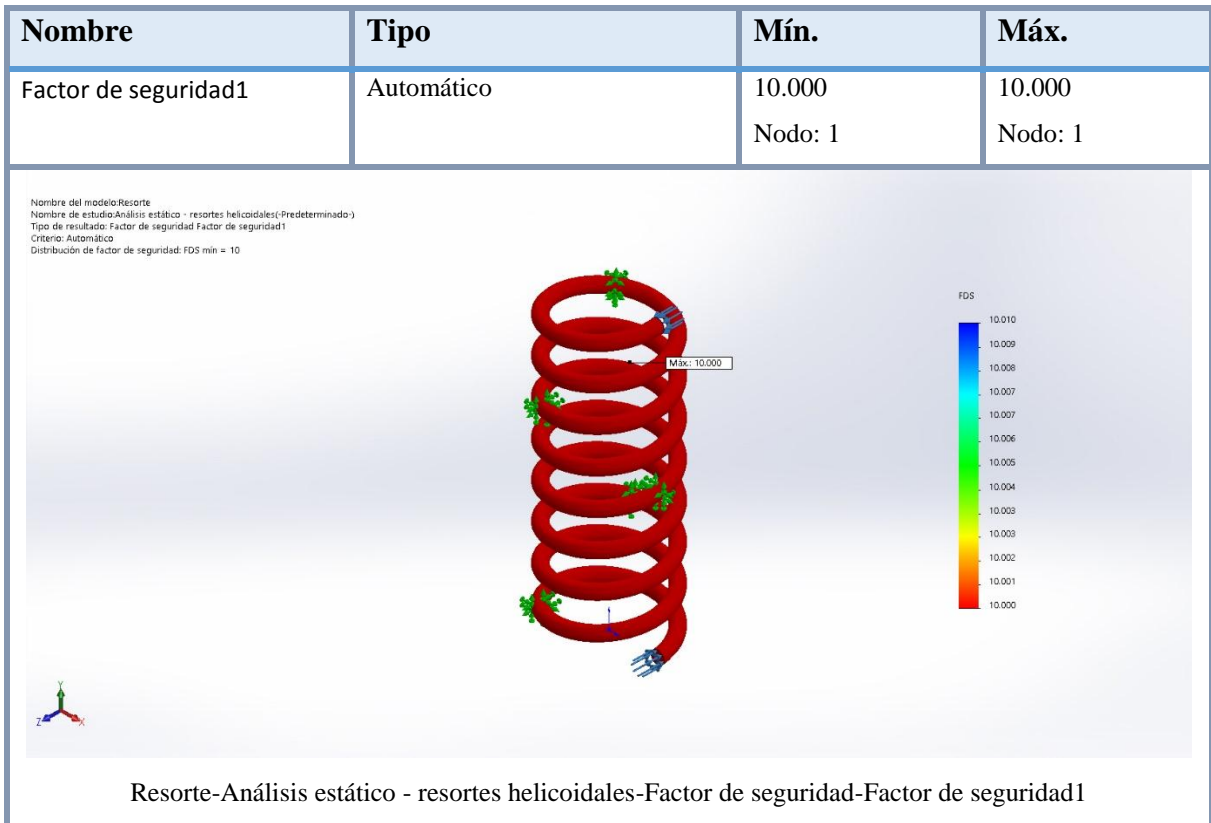 Nombre Tipo Mín. Máx.
Factor de seguridad1 Automático 10.000 10.000
Nodo: 1 Nodo: 1
Nombre del modelo:Resorte
Nombre de estudio:Análisis estático - resortes helicoidales(-Predeterminado-)
Tipo de resultado: Factor de seguridad Factor de seguridad1
Criterio: Automático
Distribución de factor de seguridad: FDS mín = 10
FDS
10.010
10.009
10.008
10.007
10.007
10.006
10.005
10.004
10.003
10.003
10.002
10.001
10.000
Máx.: 10.000
Y
Z X
Resorte-Análisis estático - resortes helicoidales-Factor de seguridad-Factor de seguridad1